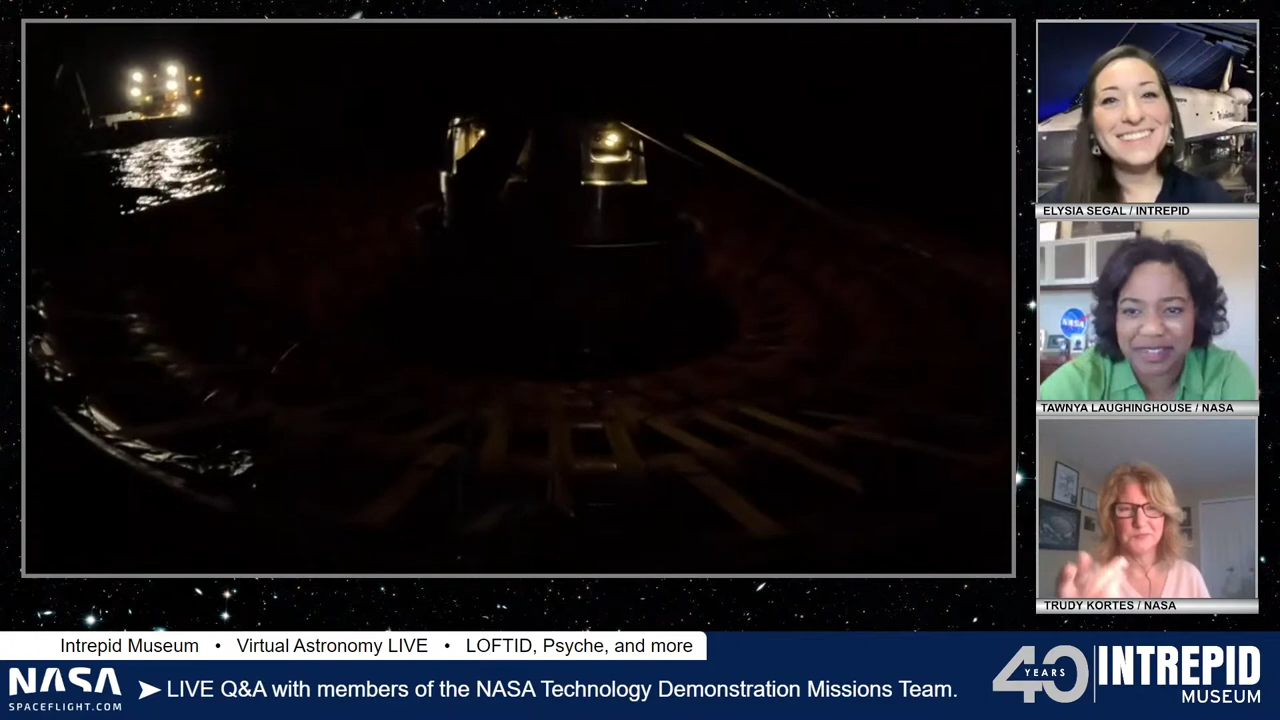 ELYSIA SEGAL / INTREPID
NASA
TAWNYA LAUGHINGHOUSE / NASA
TRUDY KORTES / NASA
Intrepid Museum • Virtual Astronomy LIVE • LOFTID, Psyche, and more
NASA
SPACEFLIGHT.COM
LIVE Q&A with members of the NASA Technology Demonstration Missions Team.
40
YEARS
INTREPID
MUSEUM